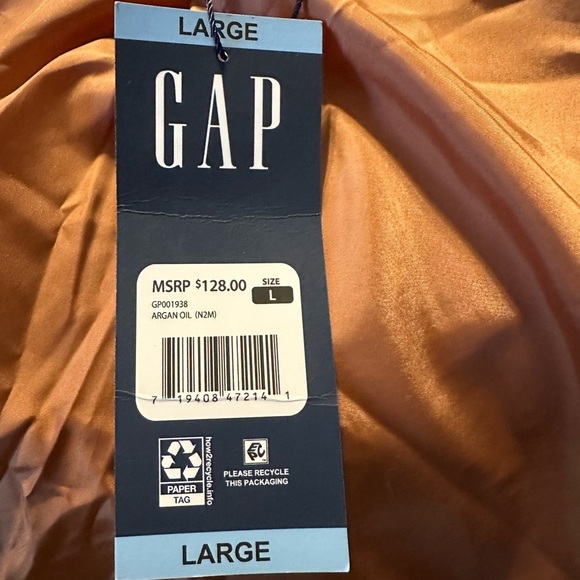 LARGE
GAP
MSRP $128.00 SIZE L
GP001938
ARGAN OIL (N2M)
7 19408 47214 1
how2recycle.info
PAPER
TAG
PLEASE RECYCLE
THIS PACKAGING
LARGE